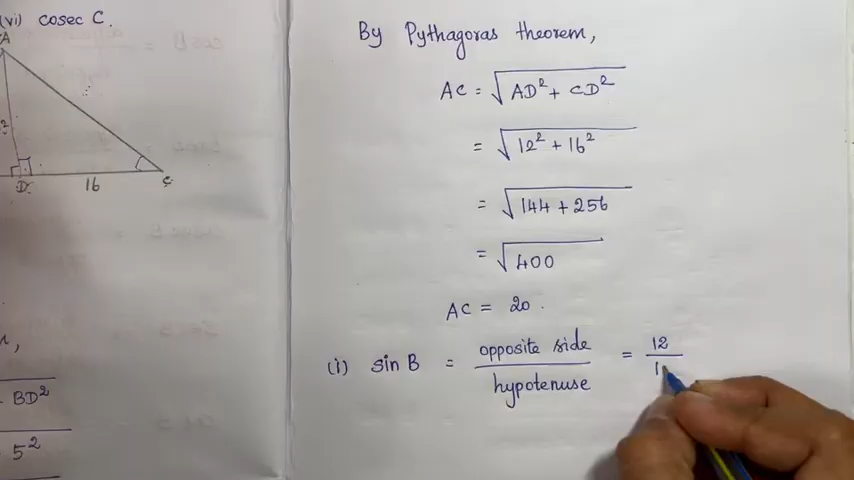 (vi) cosec C.
A
D
16
C
BD²
5²
By Pythagoras theorem,
AC = √AD² + CD²
= √12² + 16²
= √144 + 256
= √400
AC = 20.
(i) sin B = opposite side / hypotenuse = 12 / 1